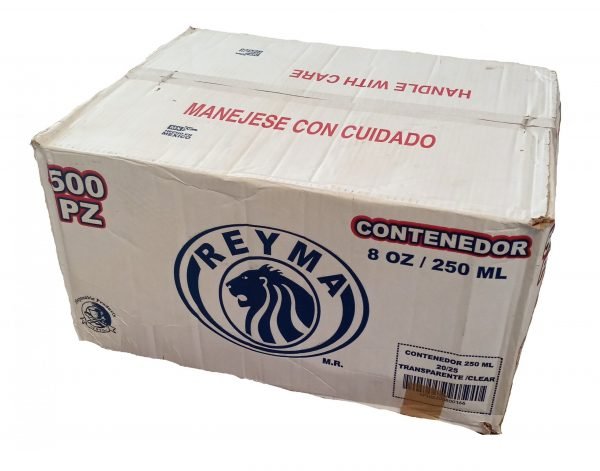 HANDLE WITH CARE
MANEJESE CON CUIDADO
MEXICO
500
PZ
REYMA
M.R.
CONTENEDOR
8 OZ / 250 ML
CONTENEDOR 250 ML
20/25
TRANSPARENTE /CLEAR